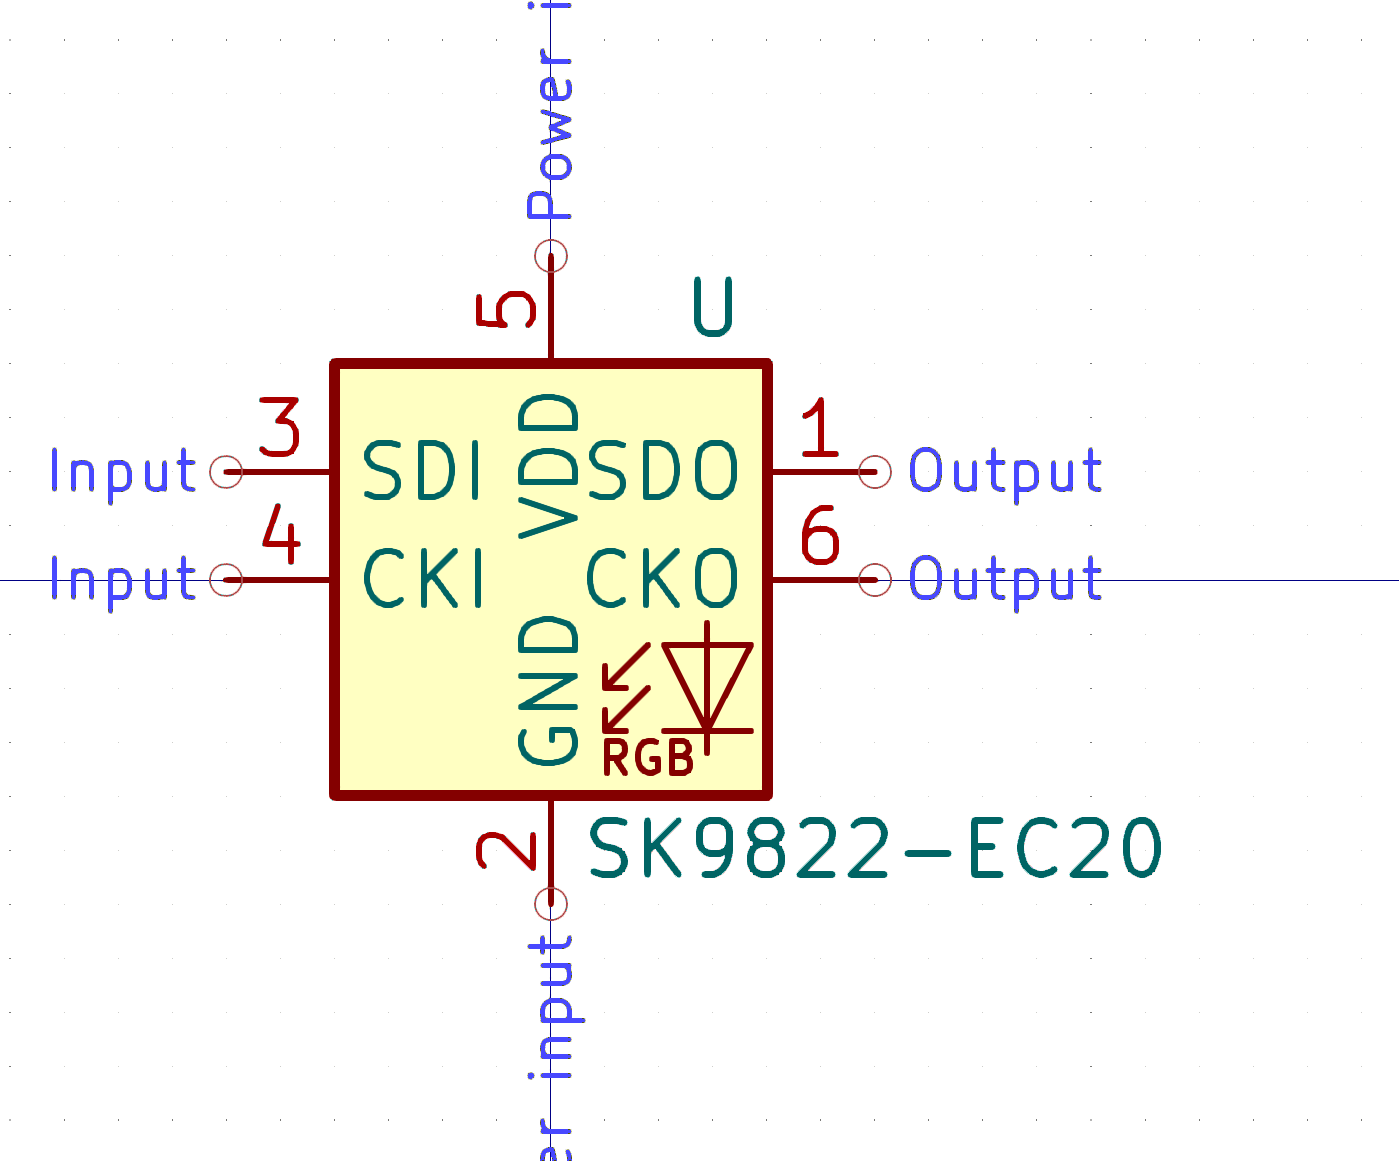 Power i
5
U
3
1
Input
SDI
VDD
SDO
Output
4
6
Input
CKI
CKO
Output
GND
RGB
2
SK9822-EC20
er input